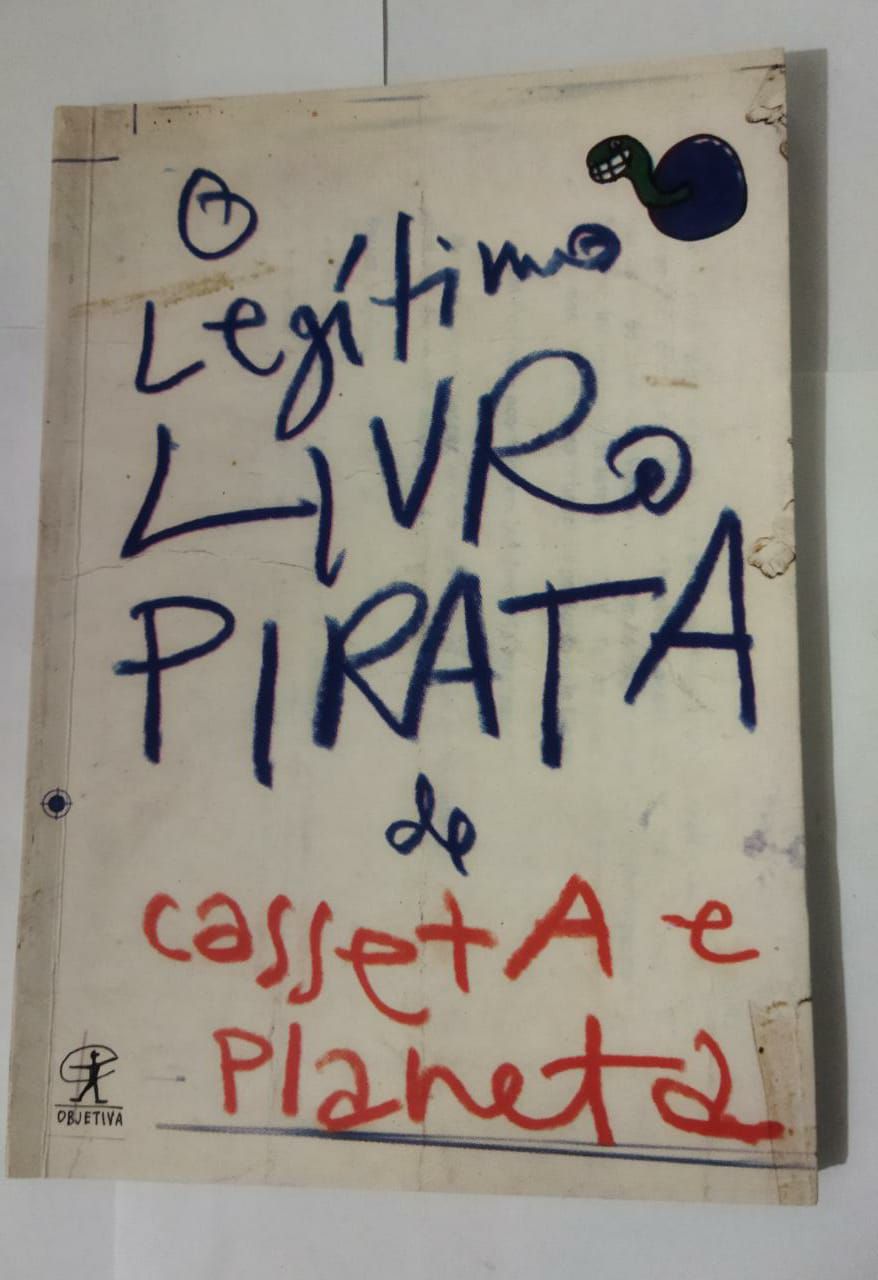 O
Legítimo
LIVRO
PIRATA
de
cassetA e
Planeta
OBJETIVA